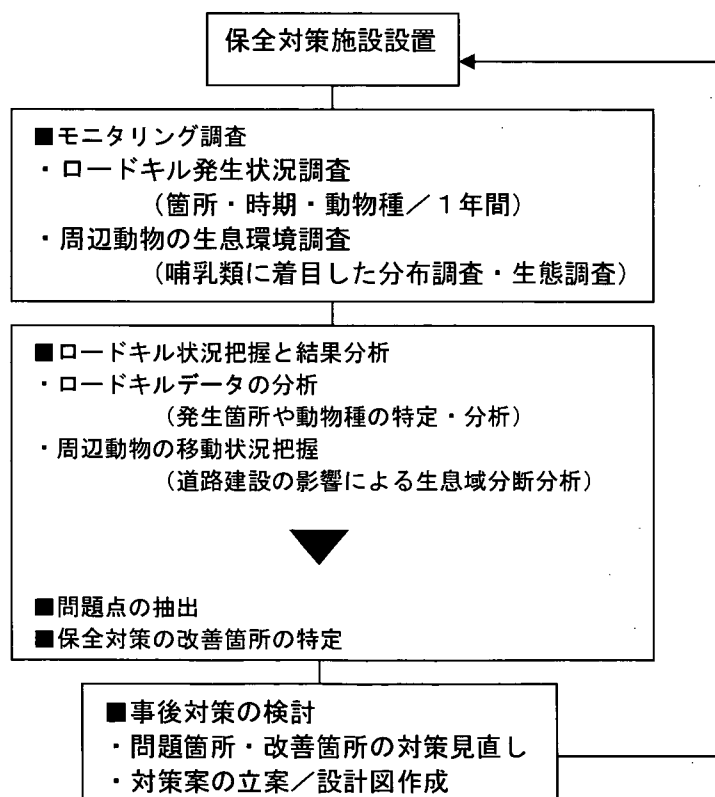 保全対策施設設置
■モニタリング調査
・ロードキル発生状況調査
（箇所・時期・動物種／１年間）
・周辺動物の生息環境調査
（哺乳類に着目した分布調査・生態調査）
■ロードキル状況把握と結果分析
・ロードキルデータの分析
（発生箇所や動物種の特定・分析）
・周辺動物の移動状況把握
（道路建設の影響による生息域分断分析）
■問題点の抽出
■保全対策の改善箇所の特定
■事後対策の検討
・問題箇所・改善箇所の対策見直し
・対策案の立案／設計図作成